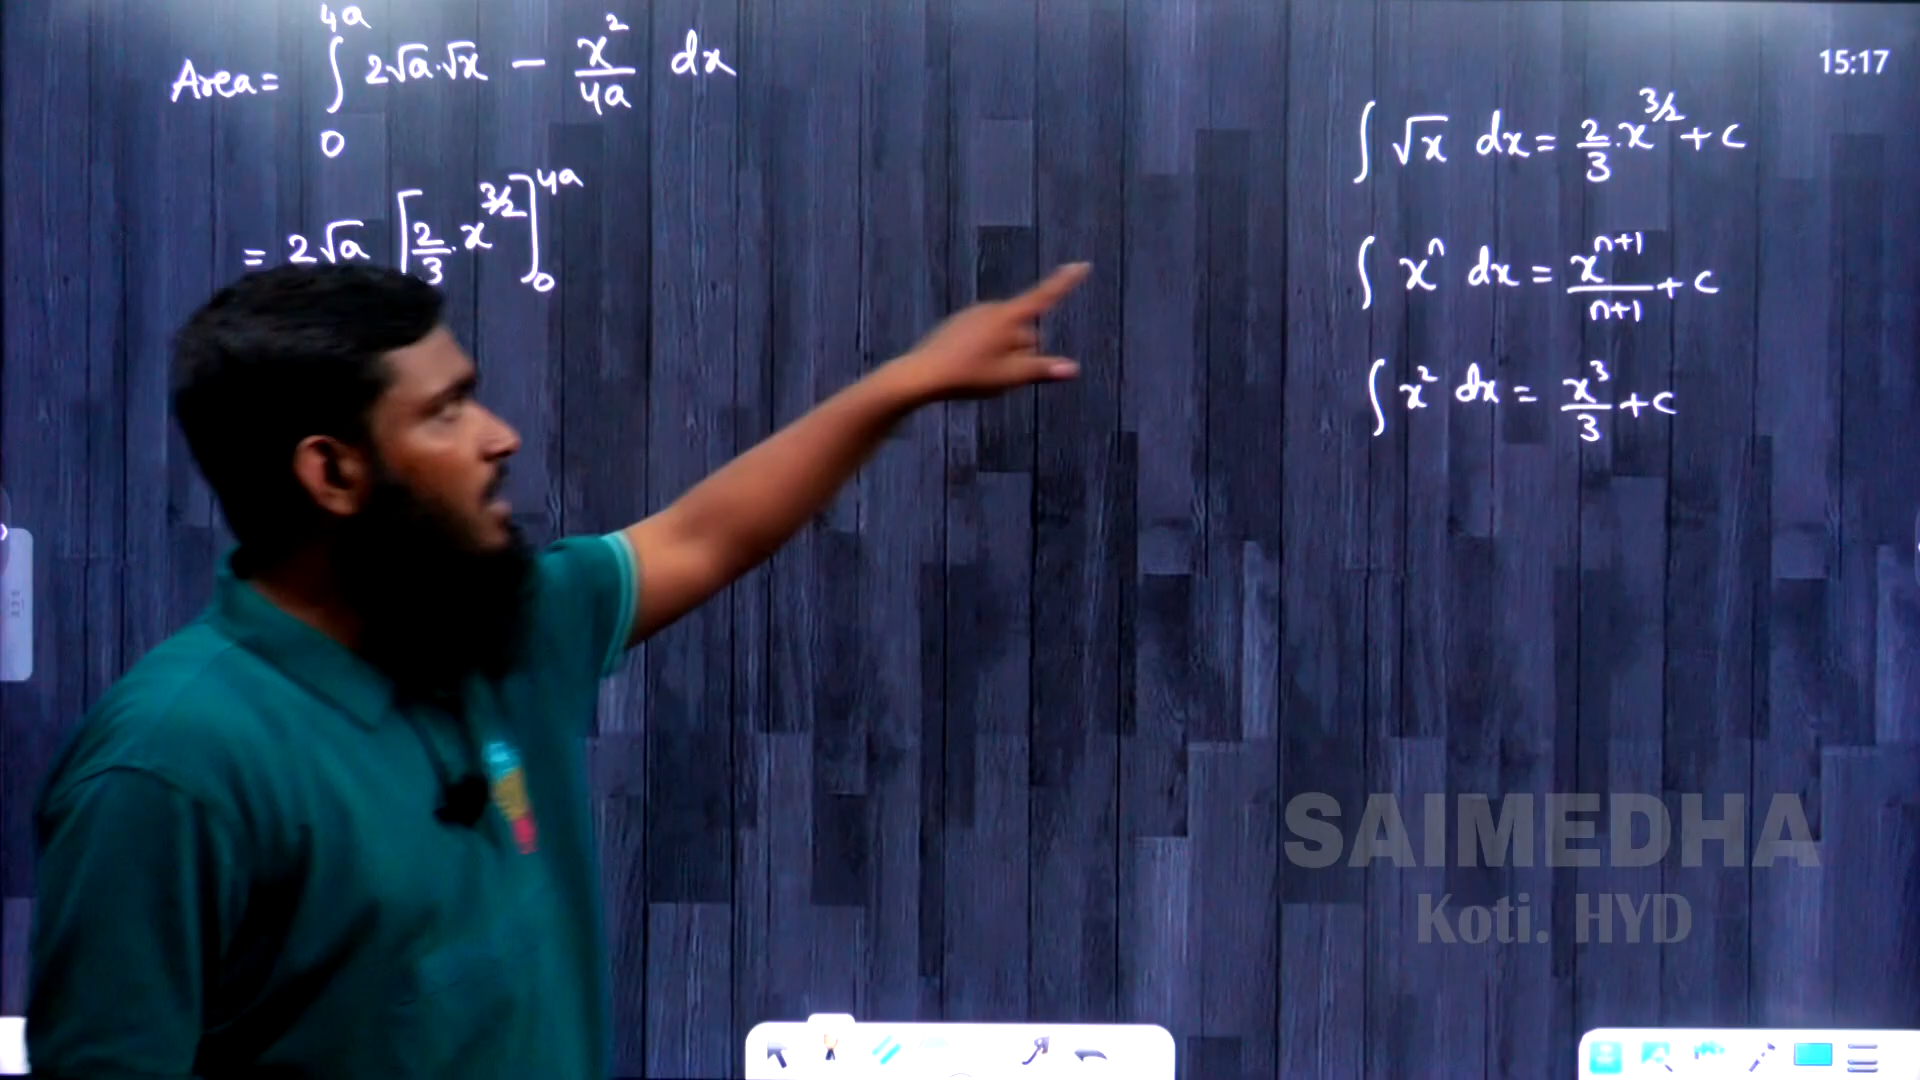 Area = ∫₀^{4a} 2√a·√x − x²/4a dx
= 2√a [2/3 · x^{3/2}]₀^{4a}
15:17
∫ √x dx = 2/3 · x^{3/2} + c
∫ xⁿ dx = x^{n+1}/n+1 + c
∫ x² dx = x³/3 + c
SAIMEDHA
Koti. HYD